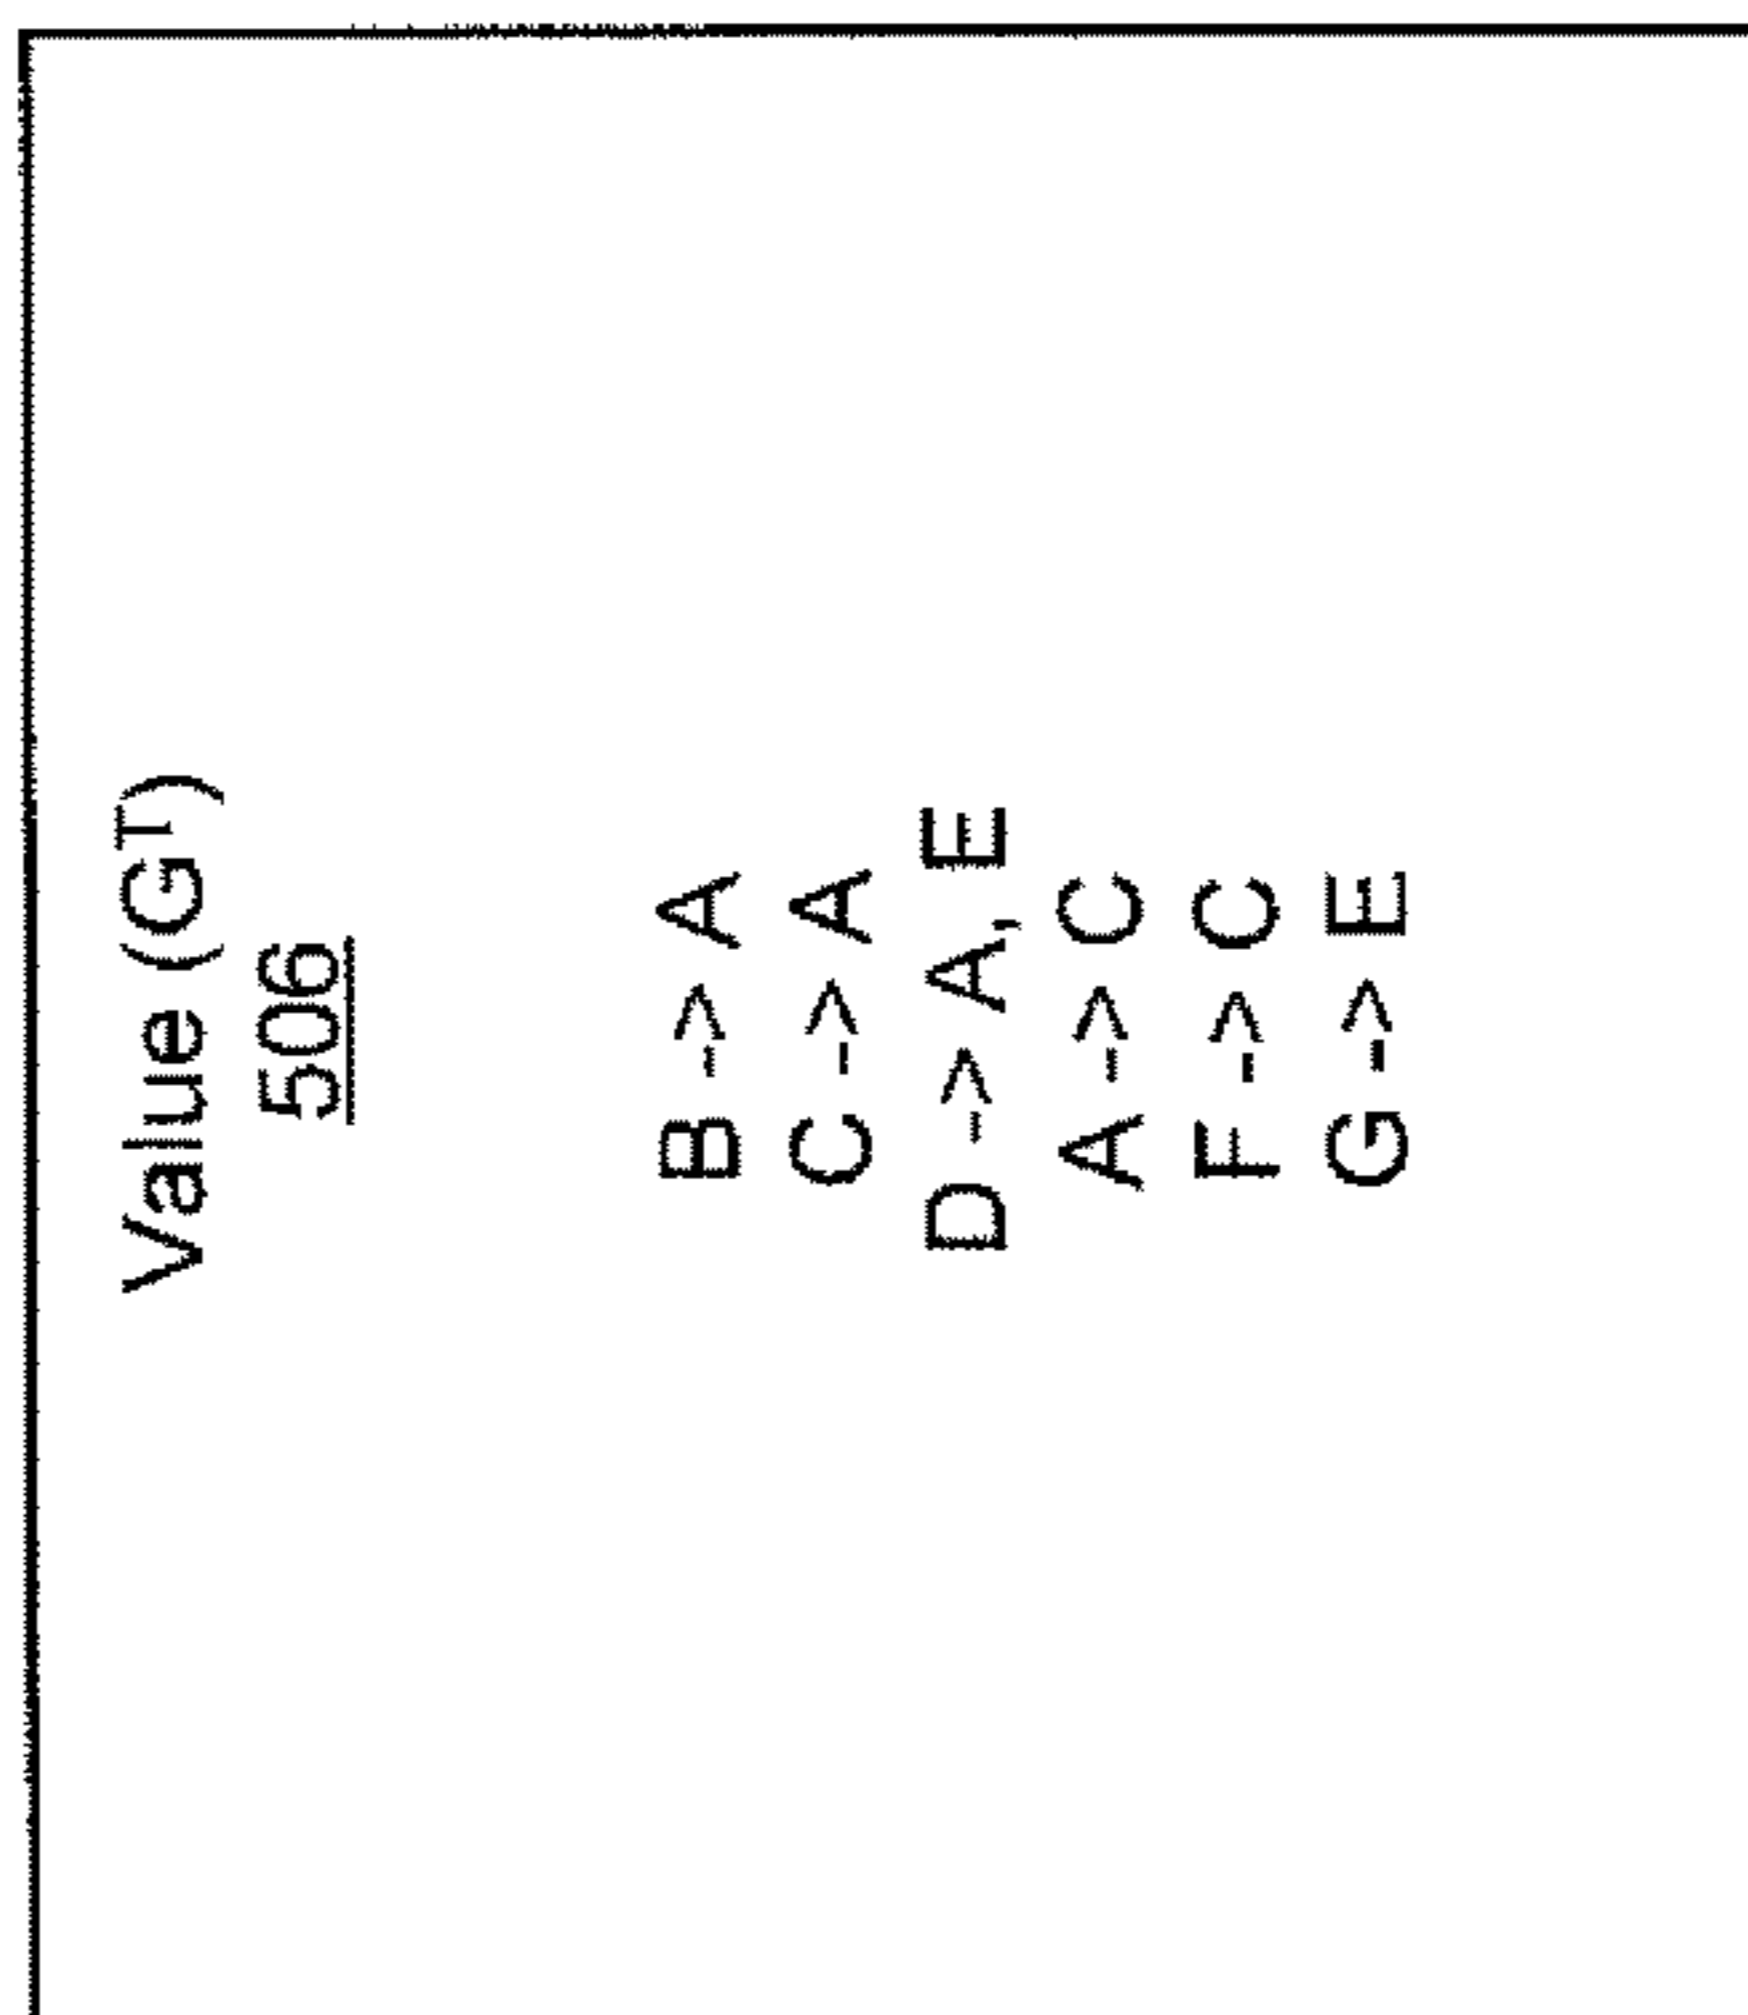 Value (Gᵀ)
506
B -> A
C -> A
D -> A, E
A -> C
F -> C
G -> E